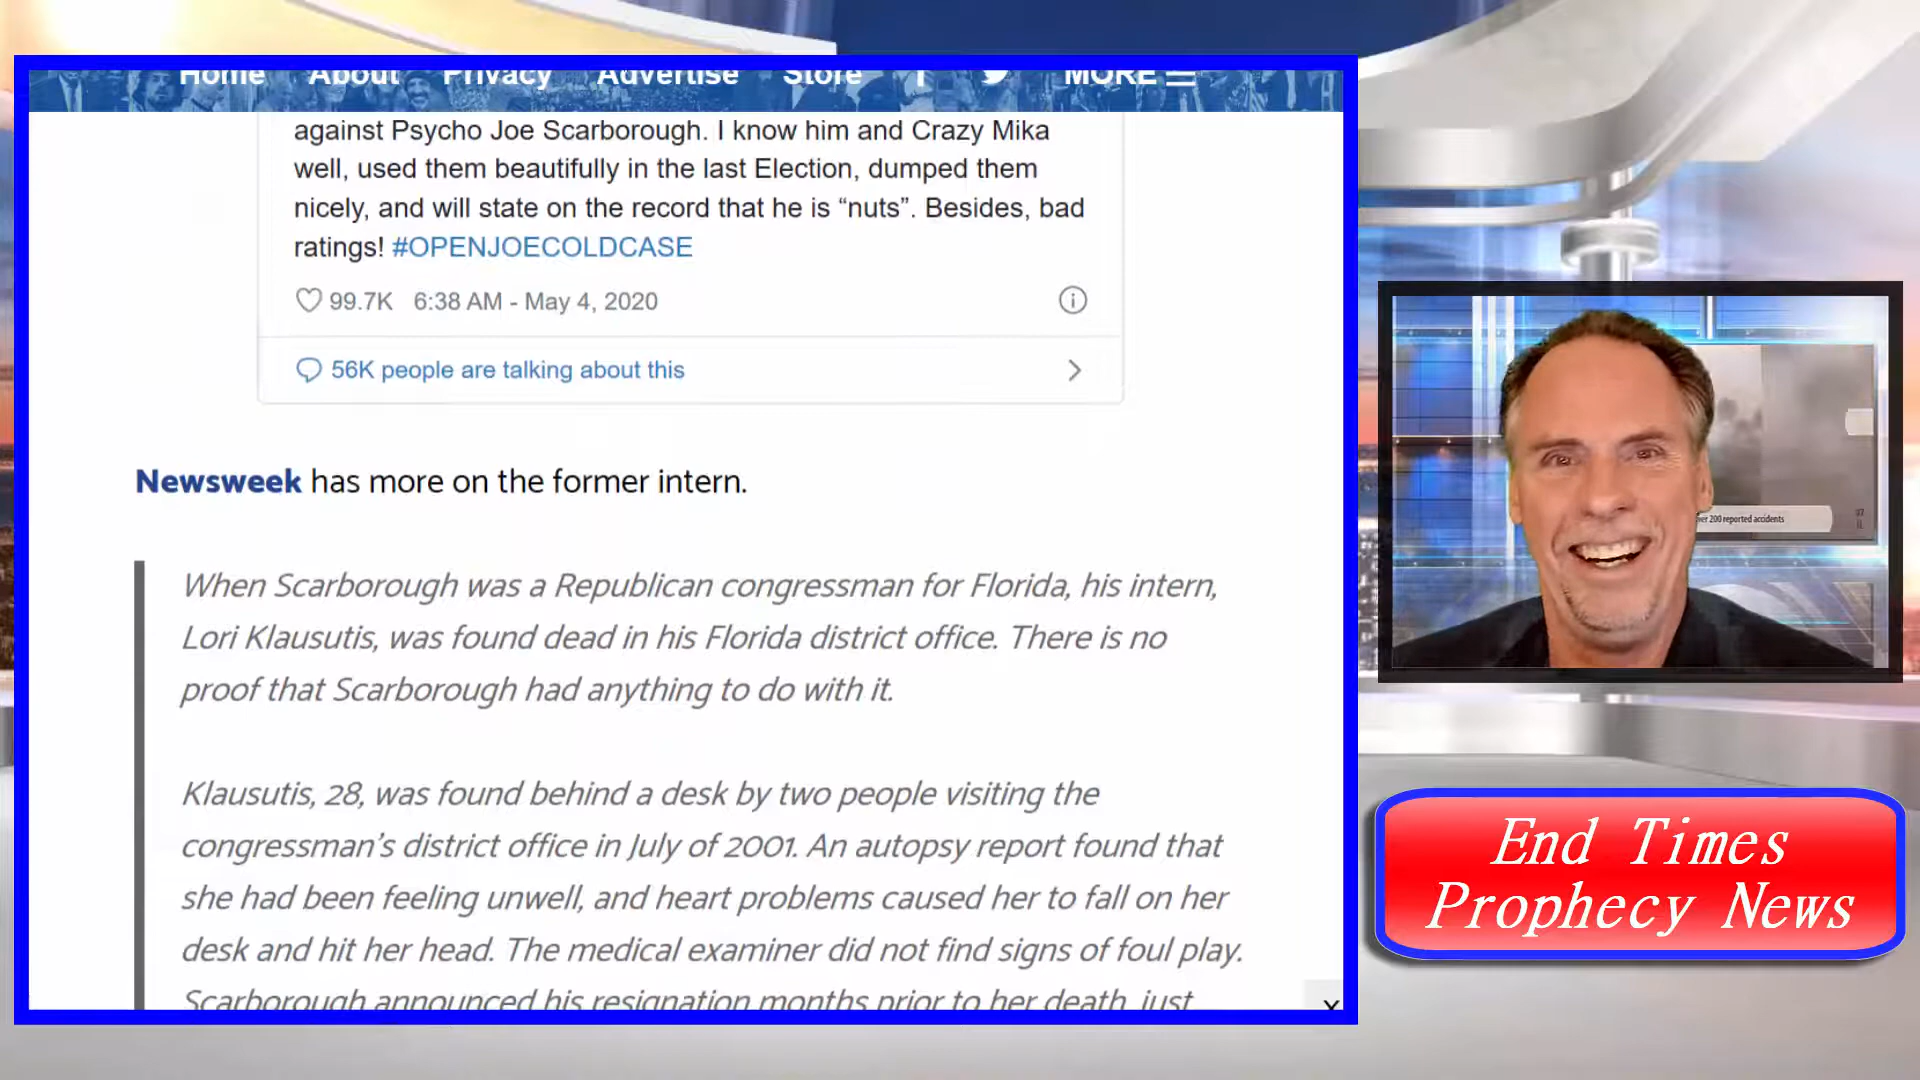 Home About Privacy Advertise Store MORE
against Psycho Joe Scarborough. I know him and Crazy Mika
well, used them beautifully in the last Election, dumped them
nicely, and will state on the record that he is “nuts”. Besides, bad
ratings! #OPENJOECOLDCASE
99.7K 6:38 AM - May 4, 2020
56K people are talking about this
Newsweek has more on the former intern.
When Scarborough was a Republican congressman for Florida, his intern,
Lori Klausutis, was found dead in his Florida district office. There is no
proof that Scarborough had anything to do with it.
Klausutis, 28, was found behind a desk by two people visiting the
congressman’s district office in July of 2001. An autopsy report found that
she had been feeling unwell, and heart problems caused her to fall on her
desk and hit her head. The medical examiner did not find signs of foul play.
Scarborough announced his resignation months prior to her death, just
200 reported accidents
End Times
Prophecy News